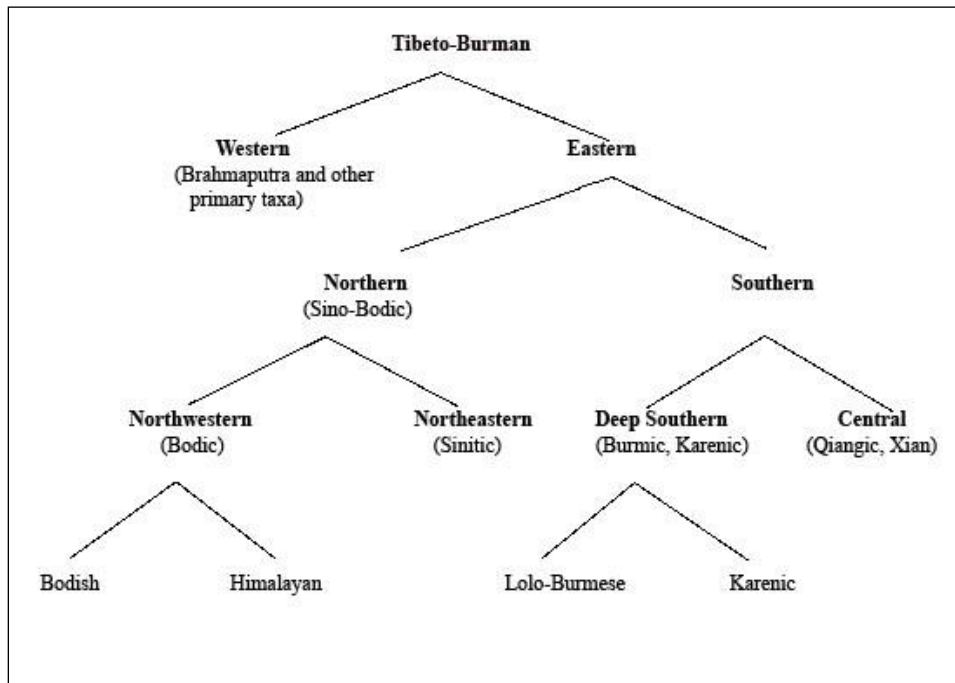 Tibeto-Burman
Western
(Brahmaputra and other
primary taxa)
Eastern
Northern
(Sino-Bodic)
Southern
Northwestern
(Bodic)
Northeastern
(Sinitic)
Deep Southern
(Burmic, Karenic)
Central
(Qiangic, Xian)
Bodish
Himalayan
Lolo-Burmese
Karenic